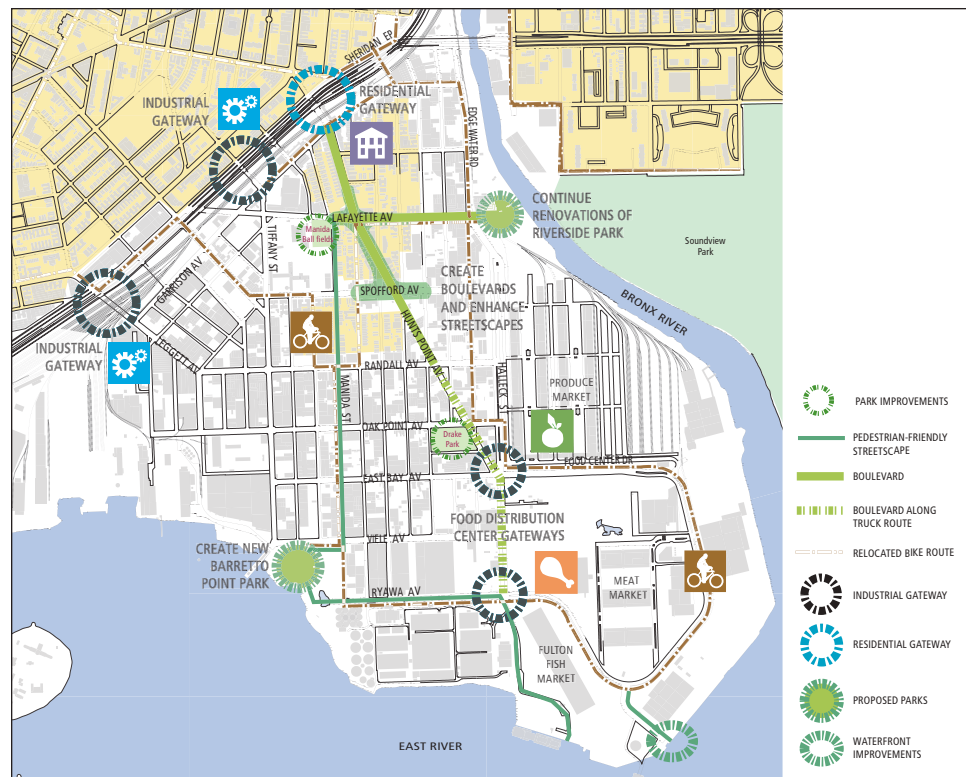 SHERIDAN EP
INDUSTRIAL
GATEWAY
RESIDENTIAL
GATEWAY
EDGE WATER RD
LAFAYETTE AV
Manida
Ball fields
TIFFANY ST
CONTINUE
RENOVATIONS OF
RIVERSIDE PARK
Soundview
Park
GARRISON AV
SPOFFORD AV
CREATE
BOULEVARDS
AND ENHANCE
STREETSCAPES
BRONX RIVER
HUNTS POINT AV
INDUSTRIAL
GATEWAY
LEGGETT AV
RANDALL AV
MANIDA ST
HALLECK ST
PRODUCE
MARKET
OAK POINT AV
Drake
Park
FOOD CENTER DR
EAST BAY AV
FOOD DISTRIBUTION
CENTER GATEWAYS
VIELE AV
CREATE NEW
BARRETTO
POINT PARK
RYAWA AV
MEAT
MARKET
FULTON
FISH
MARKET
EAST RIVER
PARK IMPROVEMENTS
PEDESTRIAN-FRIENDLY
STREETSCAPE
BOULEVARD
BOULEVARD ALONG
TRUCK ROUTE
RELOCATED BIKE ROUTE
INDUSTRIAL GATEWAY
RESIDENTIAL GATEWAY
PROPOSED PARKS
WATERFRONT
IMPROVEMENTS